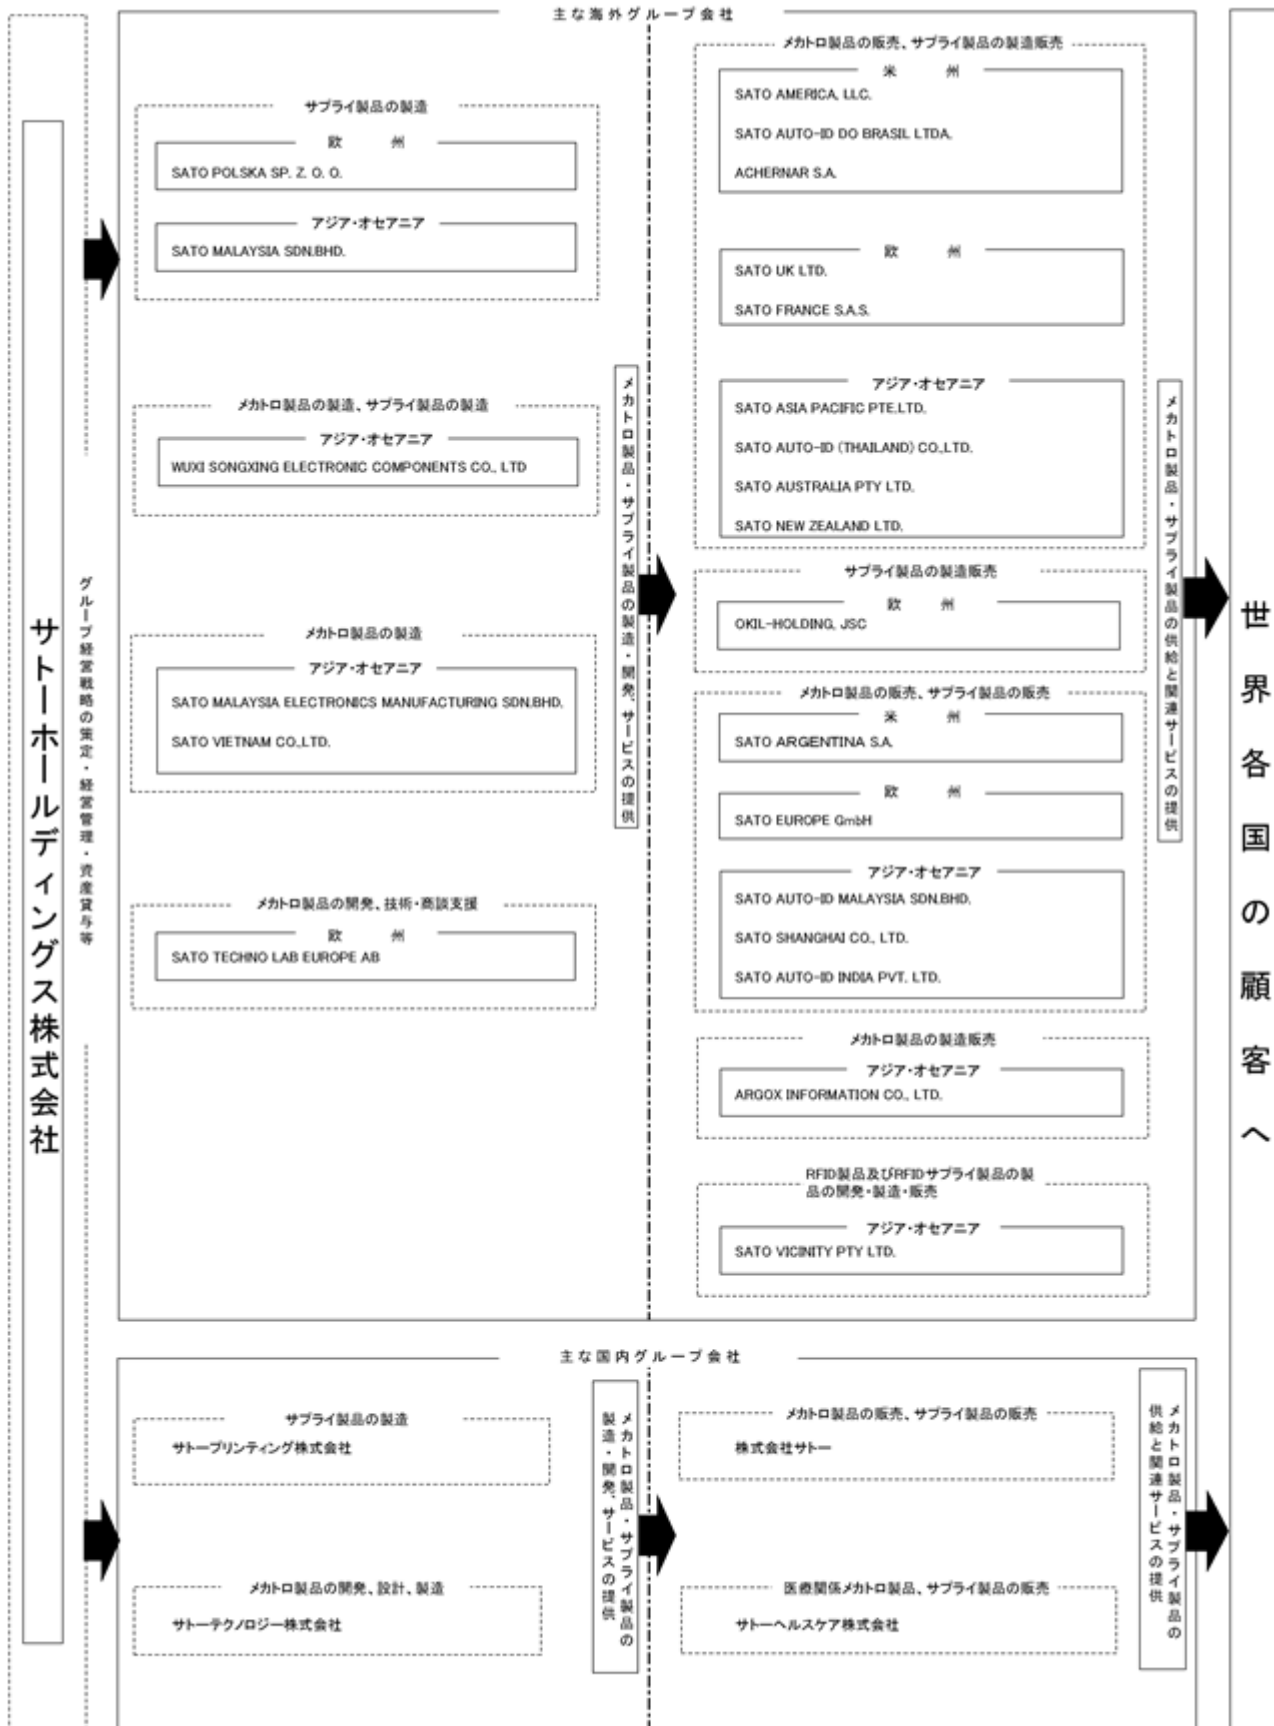 サトーホールディングス株式会社
グループ経営戦略の策定・経営管理・資産貸与等
主な海外グループ会社
サプライ製品の製造
欧 州
SATO POLSKA SP. Z. O. O.
アジア・オセアニア
SATO MALAYSIA SDN.BHD.
メカトロ製品の製造、サプライ製品の製造
アジア・オセアニア
WUXI SONGXING ELECTRONIC COMPONENTS CO., LTD
メカトロ製品の製造
アジア・オセアニア
SATO MALAYSIA ELECTRONICS MANUFACTURING SDN.BHD.
SATO VIETNAM CO.,LTD.
メカトロ製品の開発、技術・商談支援
欧 州
SATO TECHNO LAB EUROPE AB
メカトロ製品・サプライ製品の製造・開発、サービスの提供
メカトロ製品の販売、サプライ製品の製造販売
米 州
SATO AMERICA, LLC.
SATO AUTO-ID DO BRASIL LTDA.
ACHERNAR S.A.
欧 州
SATO UK LTD.
SATO FRANCE S.A.S.
アジア・オセアニア
SATO ASIA PACIFIC PTE.LTD.
SATO AUTO-ID (THAILAND) CO.,LTD.
SATO AUSTRALIA PTY LTD.
SATO NEW ZEALAND LTD.
サプライ製品の製造販売
欧 州
OKIL-HOLDING, JSC
メカトロ製品の販売、サプライ製品の販売
米 州
SATO ARGENTINA S.A.
欧 州
SATO EUROPE GmbH
アジア・オセアニア
SATO AUTO-ID MALAYSIA SDN.BHD.
SATO SHANGHAI CO., LTD.
SATO AUTO-ID INDIA PVT. LTD.
メカトロ製品の製造販売
アジア・オセアニア
ARGOX INFORMATION CO., LTD.
RFID製品及びRFIDサプライ製品の製
品の開発・製造・販売
アジア・オセアニア
SATO VICINITY PTY LTD.
メカトロ製品・サプライ製品の供給と関連サービスの提供
世界各国の顧客へ
主な国内グループ会社
サプライ製品の製造
サトープリンティング株式会社
メカトロ製品の開発、設計、製造
サトーテクノロジー株式会社
メカトロ製品・サプライ製品の
製造・開発、サービスの提供
メカトロ製品の販売、サプライ製品の販売
株式会社サトー
医療関係メカトロ製品、サプライ製品の販売
サトーヘルスケア株式会社
メカトロ製品・サプライ製品の
供給と関連サービスの提供